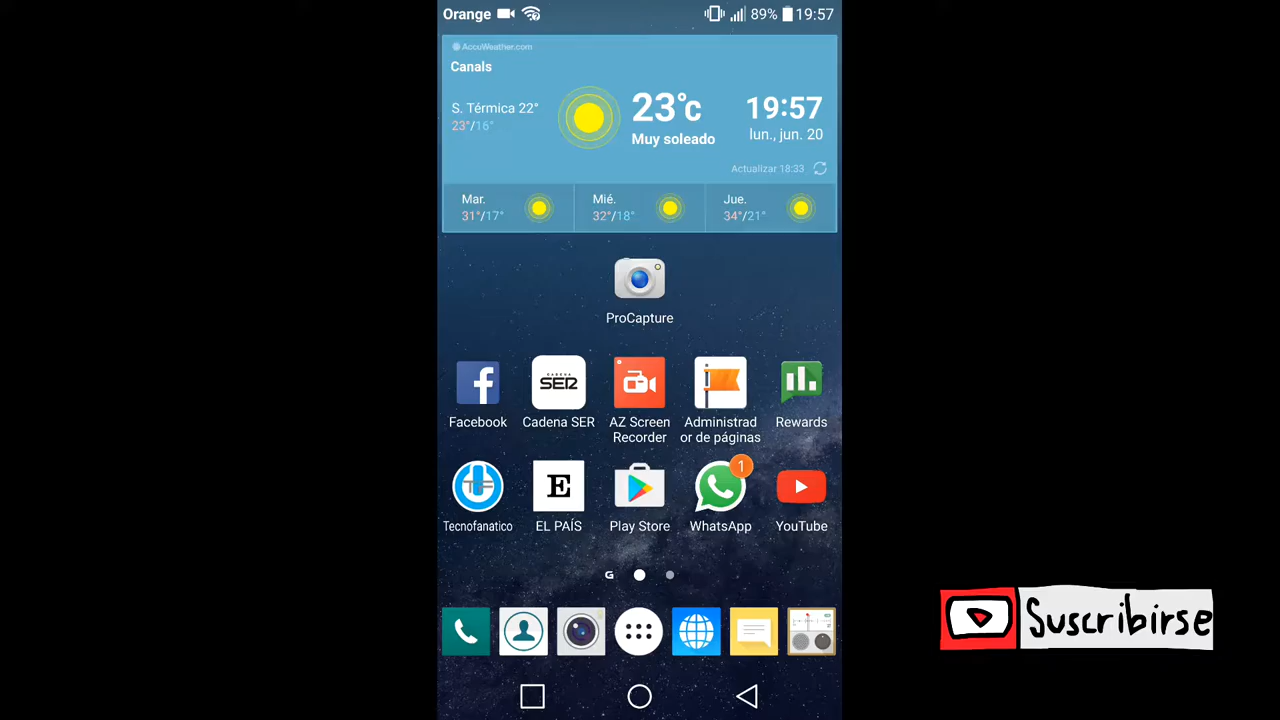 Orange 89% 19:57
AccuWeather.com
Canals
S. Térmica 22°
23°/16°
23°c
Muy soleado
19:57
lun., jun. 20
Actualizar 18:33
Mar.
31°/17°
Mié.
32°/18°
Jue.
34°/21°
ProCapture
CADENA
SER
Facebook
Cadena SER
AZ Screen
Recorder
Administrad
or de páginas
Rewards
E
1
Tecnofanatico
EL PAÍS
Play Store
WhatsApp
YouTube
G
Suscribirse